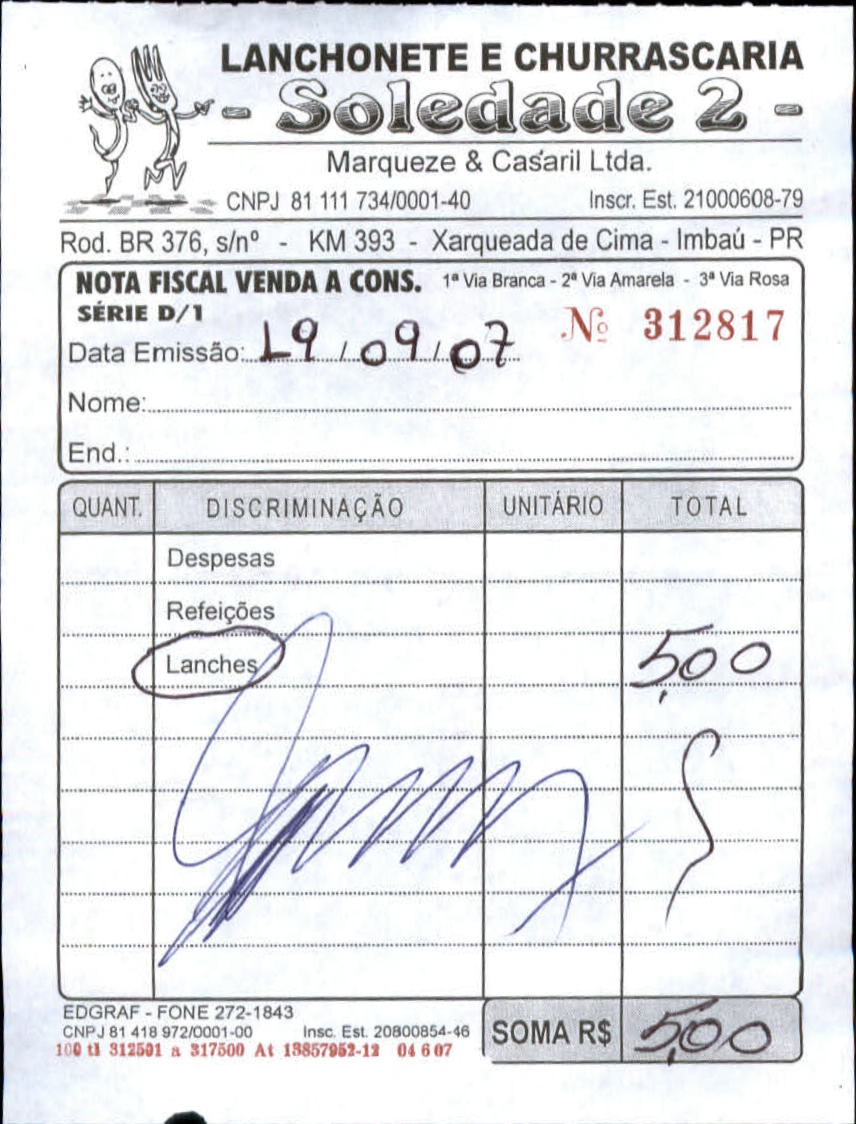 LANCHONETE E CHURRASCARIA
- Soledade 2 -
Marqueze & Casaril Ltda.
CNPJ 81 111 734/0001-40 Inscr. Est. 21000608-79
Rod. BR 376, s/nº - KM 393 - Xarqueada de Cima - Imbaú - PR
NOTA FISCAL VENDA A CONS. 1ª Via Branca - 2ª Via Amarela - 3ª Via Rosa
SÉRIE D/1
Nº 312817
Data Emissão: 19/09/07
Nome:
End.:
QUANT. DISCRIMINAÇÃO UNITÁRIO TOTAL
Despesas
Refeições
Lanches 5,00
EDGRAF - FONE 272-1843
CNPJ 81 418 972/0001-00 Insc. Est. 20800854-46
100 tl 312501 a 317500 At 13857952-12 04 6 07
SOMA R$ 5,00